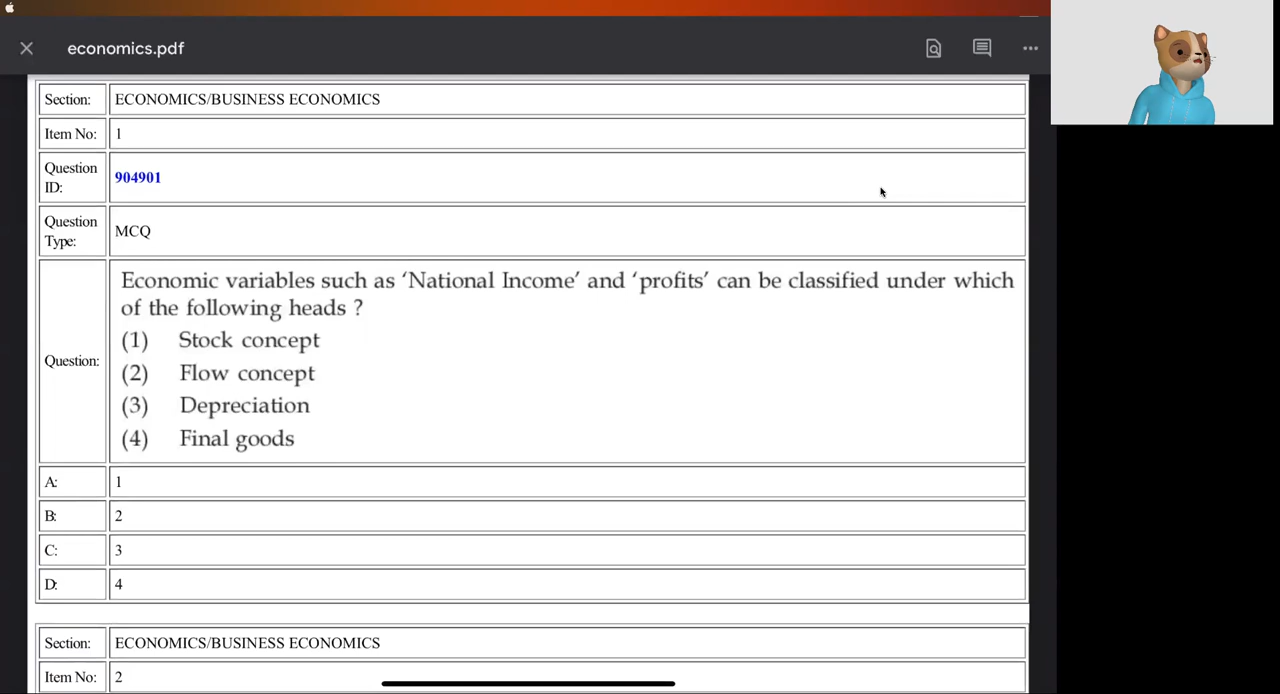 economics.pdf
Section: ECONOMICS/BUSINESS ECONOMICS
Item No: 1
Question
ID: 904901
Question
Type: MCQ
Question: Economic variables such as ‘National Income’ and ‘profits’ can be classified under which
of the following heads ?
(1) Stock concept
(2) Flow concept
(3) Depreciation
(4) Final goods
A: 1
B: 2
C: 3
D: 4
Section: ECONOMICS/BUSINESS ECONOMICS
Item No: 2